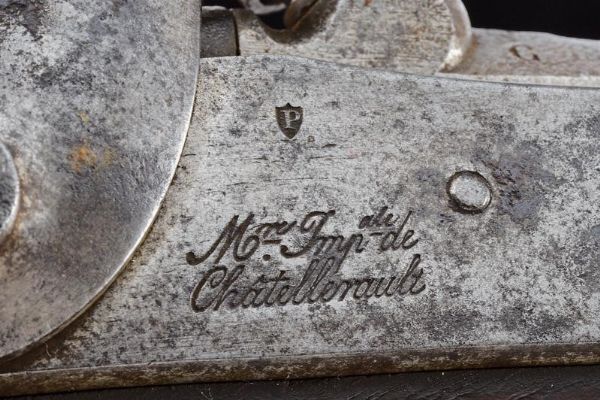 P
Mre Impale de
Châtellerault